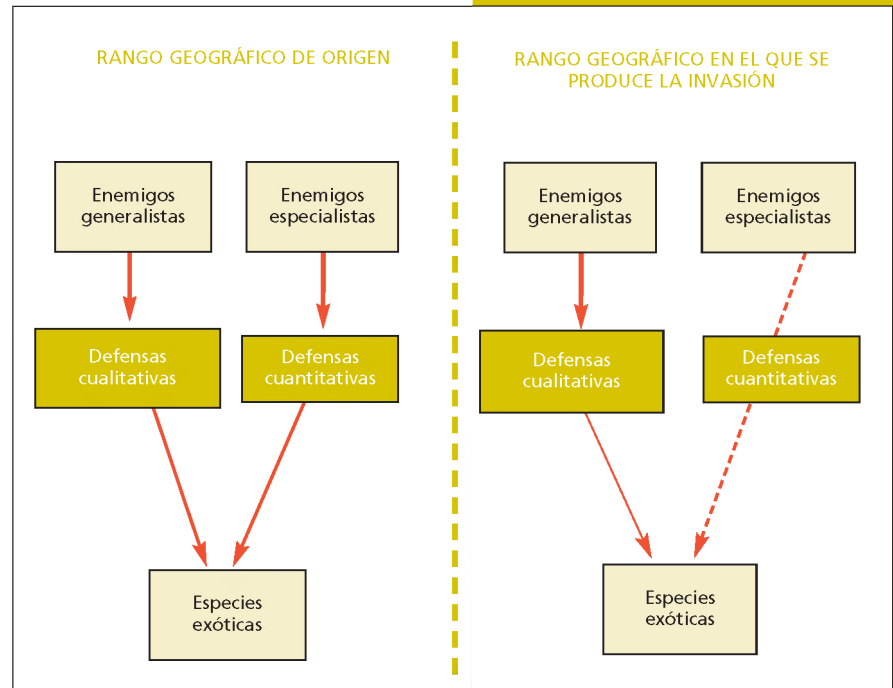 RANGO GEOGRÁFICO DE ORIGEN
Enemigos
generalistas
Enemigos
especialistas
Defensas
cualitativas
Defensas
cuantitativas
Especies
exóticas
RANGO GEOGRÁFICO EN EL QUE SE
PRODUCE LA INVASIÓN
Enemigos
generalistas
Enemigos
especialistas
Defensas
cualitativas
Defensas
cuantitativas
Especies
exóticas